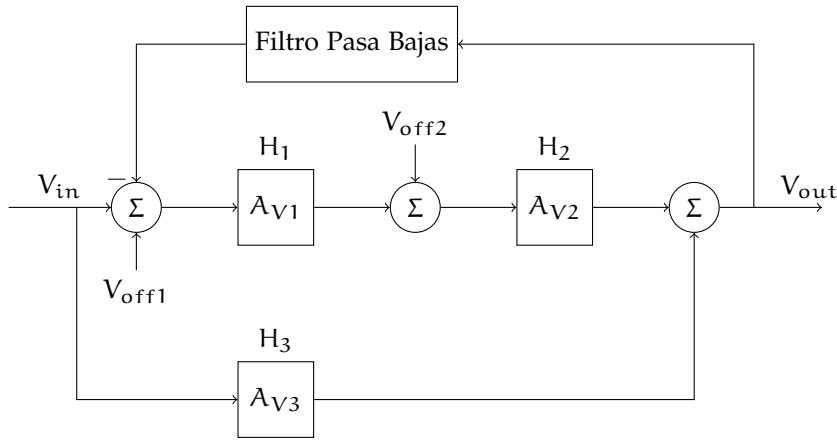 Filtro Pasa Bajas
V_off2
H_1
H_2
−
V_in
Σ
A_V1
Σ
A_V2
Σ
V_out
V_off1
H_3
A_V3